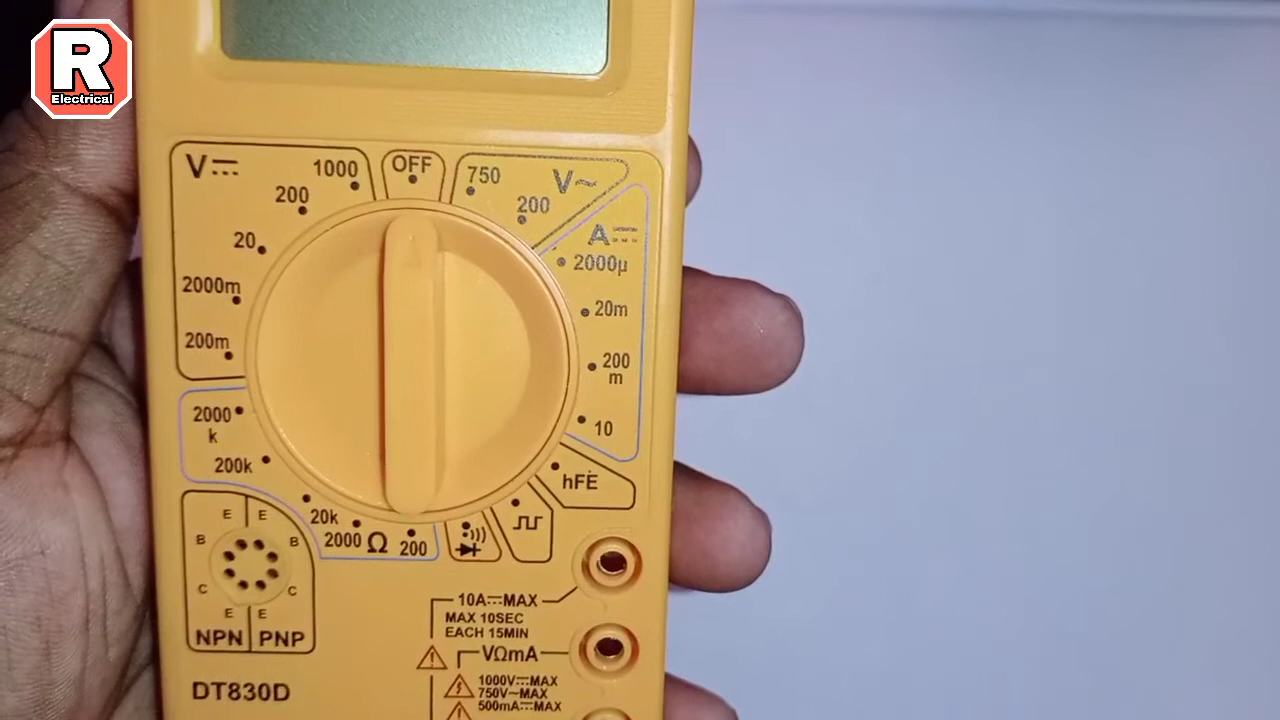 R
Electrical
V
1000
OFF
750
V~
200
200
A
20
2000µ
2000m
20m
200m
200
m
2000
k
10
200k
hFE
20k
2000 Ω 200
E E
B B
C C
E E
NPN PNP
10A MAX
MAX 10SEC
EACH 15MIN
VΩmA
1000V MAX
750V~MAX
500mA MAX
DT830D